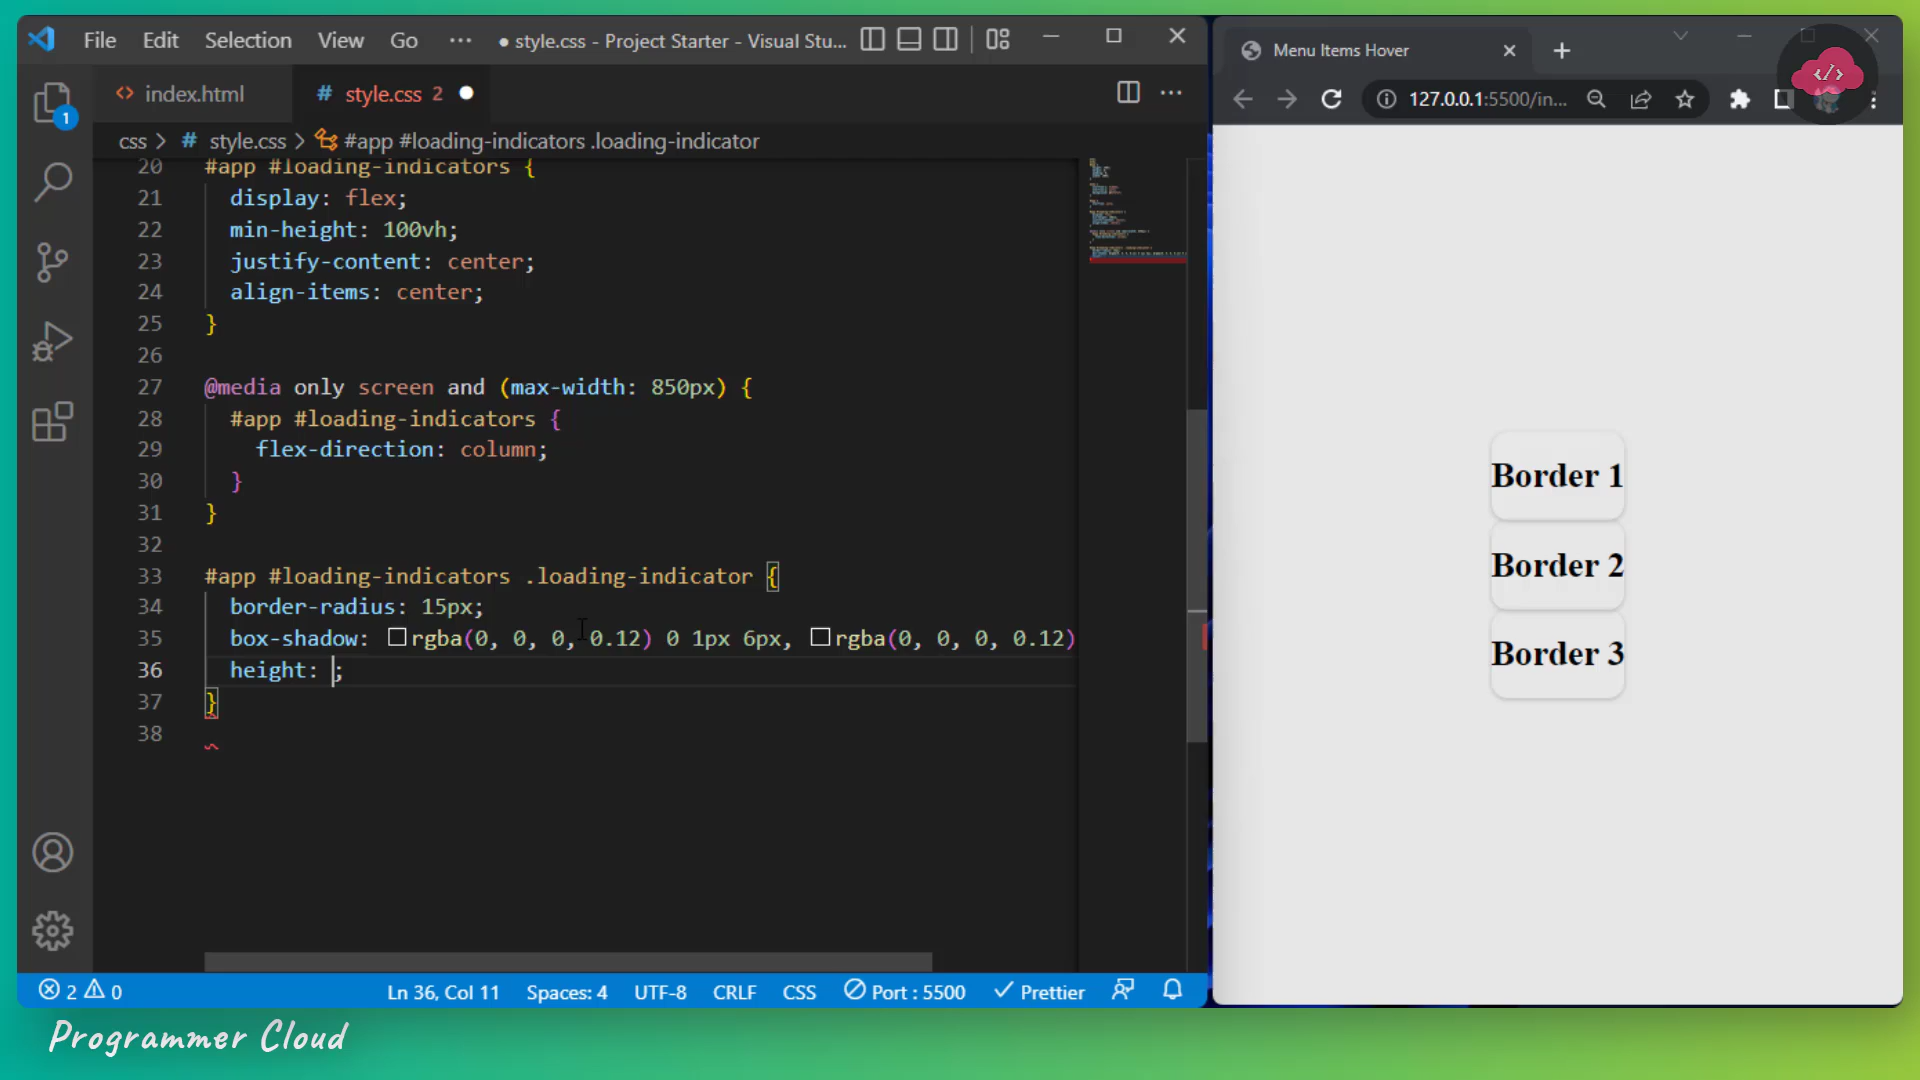 File Edit Selection View Go ··· ● style.css - Project Starter - Visual Stu...
<> index.html # style.css 2 ●
css > # style.css > #app #loading-indicators .loading-indicator
20 #app #loading-indicators {
21 display: flex;
22 min-height: 100vh;
23 justify-content: center;
24 align-items: center;
25 }
26
27 @media only screen and (max-width: 850px) {
28 #app #loading-indicators {
29 flex-direction: column;
30 }
31 }
32
33 #app #loading-indicators .loading-indicator {
34 border-radius: 15px;
35 box-shadow: rgba(0, 0, 0, 0.12) 0 1px 6px, rgba(0, 0, 0, 0.12)
36 height: ;
37 }
38
1
2 0 Ln 36, Col 11 Spaces: 4 UTF-8 CRLF CSS Port : 5500 Prettier
Menu Items Hover
127.0.0.1:5500/in...
</>
Border 1
Border 2
Border 3
Programmer Cloud